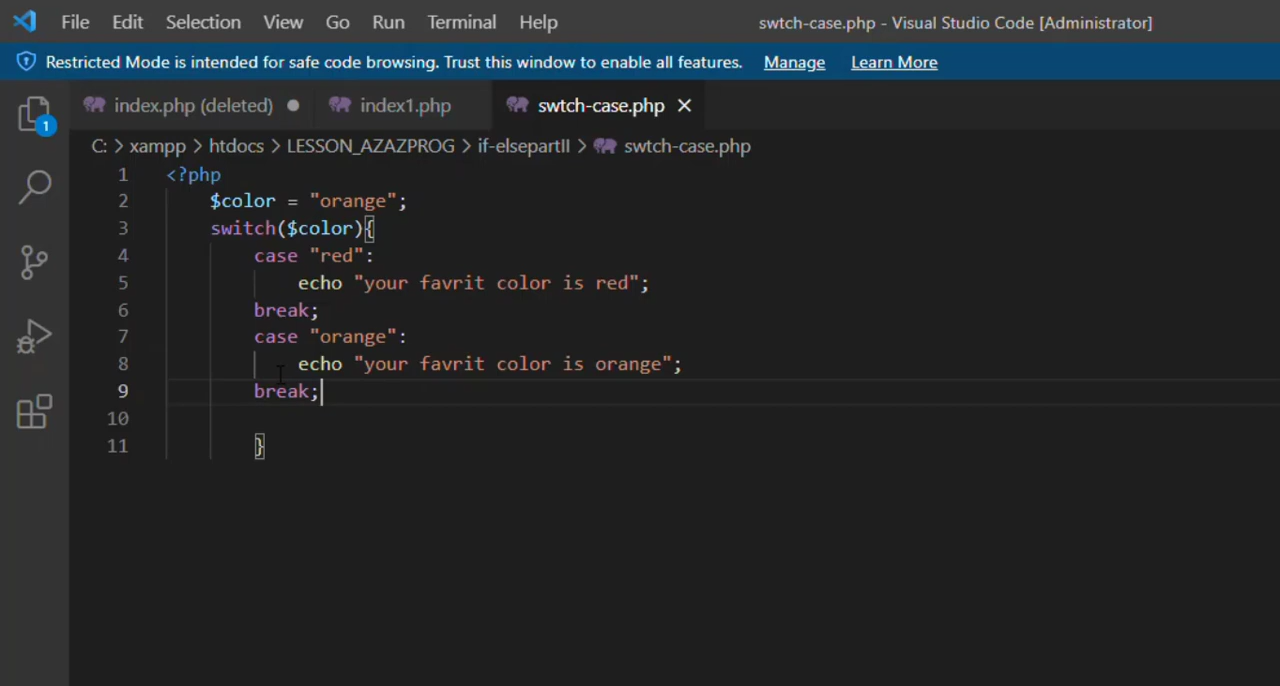 File Edit Selection View Go Run Terminal Help swtch-case.php - Visual Studio Code [Administrator]
Restricted Mode is intended for safe code browsing. Trust this window to enable all features. Manage Learn More
index.php (deleted) ● index1.php swtch-case.php ×
1
C: > xampp > htdocs > LESSON_AZAZPROG > if-elsepartII > swtch-case.php
1 <?php
2 $color = "orange";
3 switch($color){
4 case "red":
5 echo "your favrit color is red";
6 break;
7 case "orange":
8 echo "your favrit color is orange";
9 break;
10
11 }